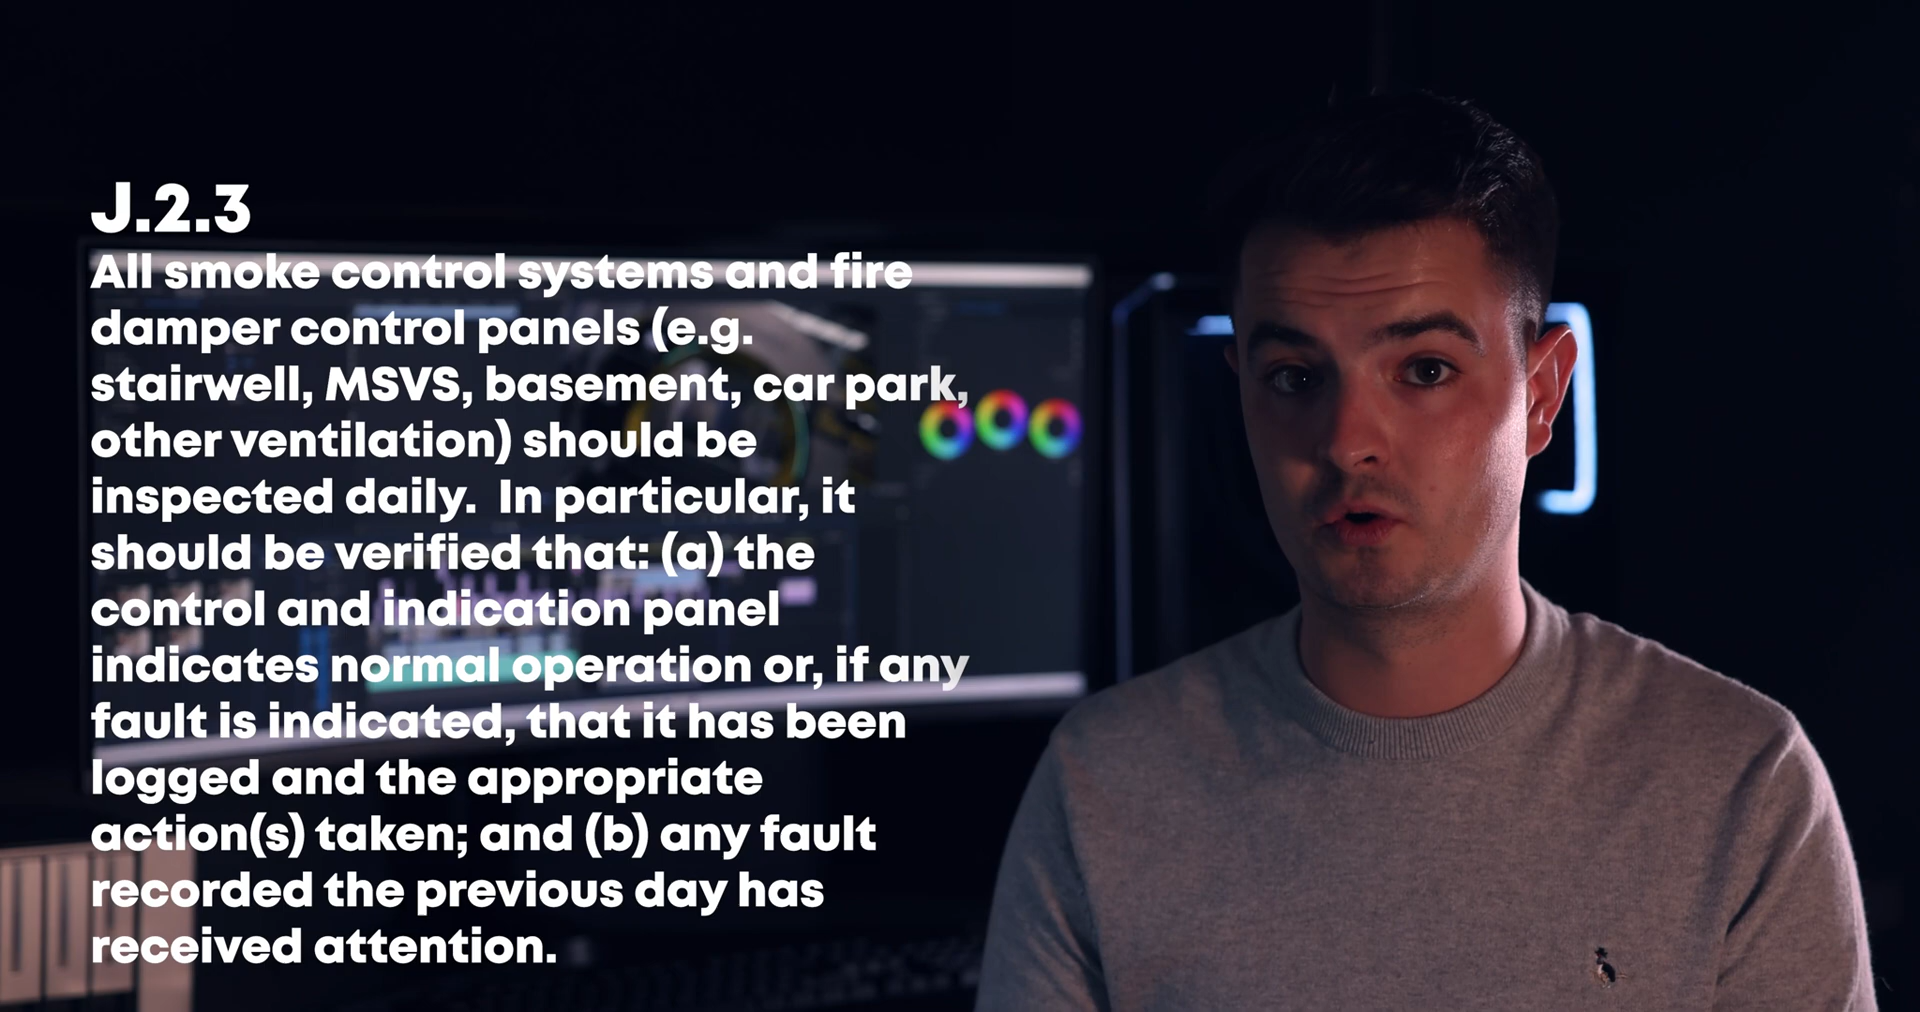 J.2.3
All smoke control systems and fire
damper control panels (e.g.
stairwell, MSVS, basement, car park,
other ventilation) should be
inspected daily.  In particular, it
should be verified that: (a) the
control and indication panel
indicates normal operation or, if any
fault is indicated, that it has been
logged and the appropriate
action(s) taken; and (b) any fault
recorded the previous day has
received attention.